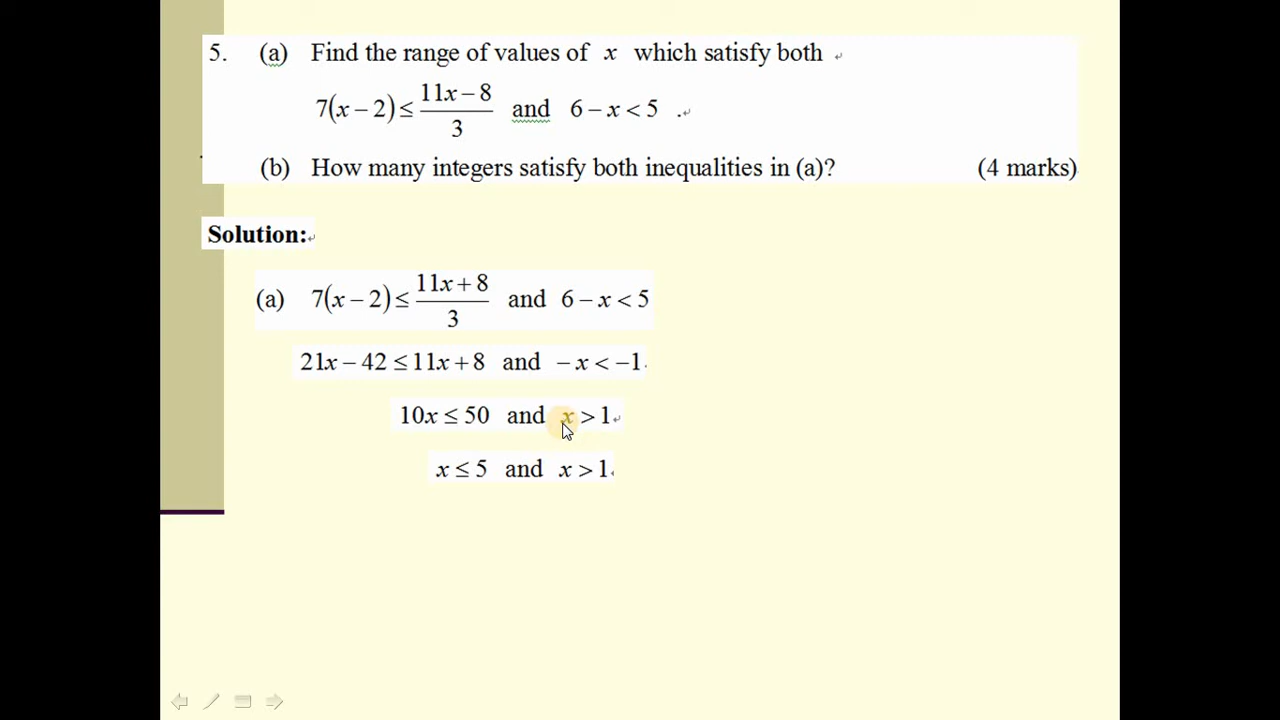 5. (a) Find the range of values of x which satisfy both
7(x − 2) ≤ (11x − 8)/3 and 6 − x < 5 .
(b) How many integers satisfy both inequalities in (a)? (4 marks)
Solution:
(a) 7(x − 2) ≤ (11x + 8)/3 and 6 − x < 5
21x − 42 ≤ 11x + 8 and − x < −1
10x ≤ 50 and x > 1
x ≤ 5 and x > 1